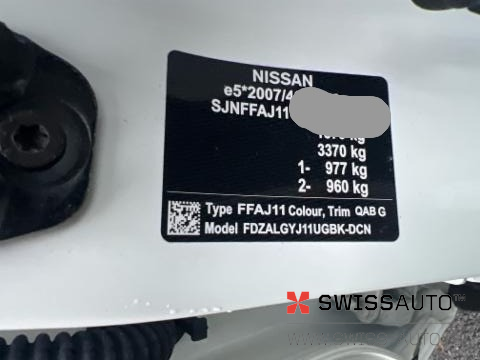 NISSAN
e5*2007/4
SJNFFAJ11
kg
3370 kg
1- 977 kg
2- 960 kg
Type FFAJ11 Colour, Trim QAB G
Model FDZALGYJ11UGBK-DCN
SWISSAUTO